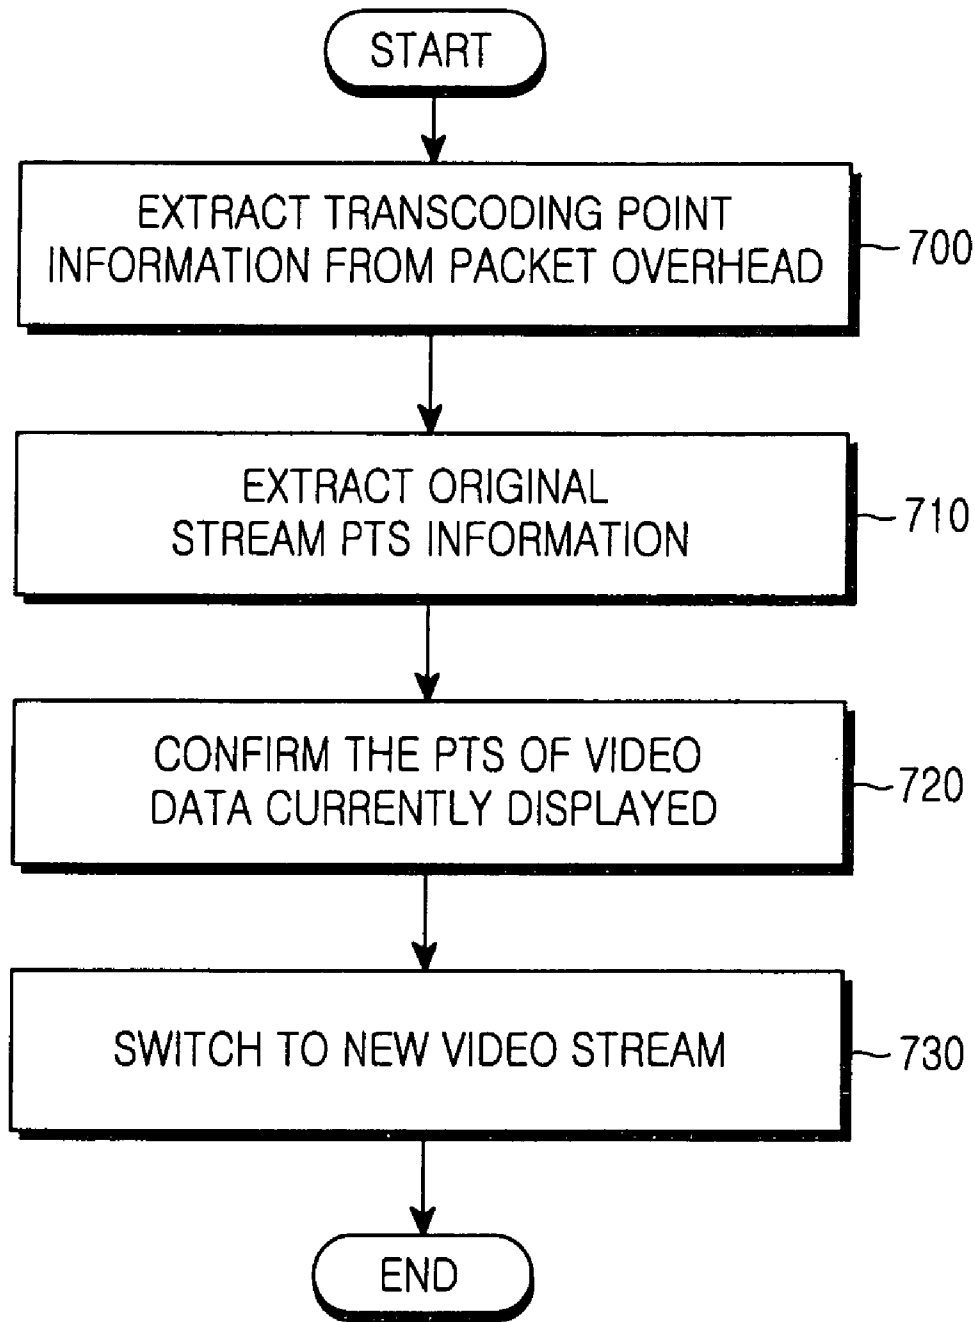 START
EXTRACT TRANSCODING POINT
INFORMATION FROM PACKET OVERHEAD
700
EXTRACT ORIGINAL
STREAM PTS INFORMATION
710
CONFIRM THE PTS OF VIDEO
DATA CURRENTLY DISPLAYED
720
SWITCH TO NEW VIDEO STREAM
730
END